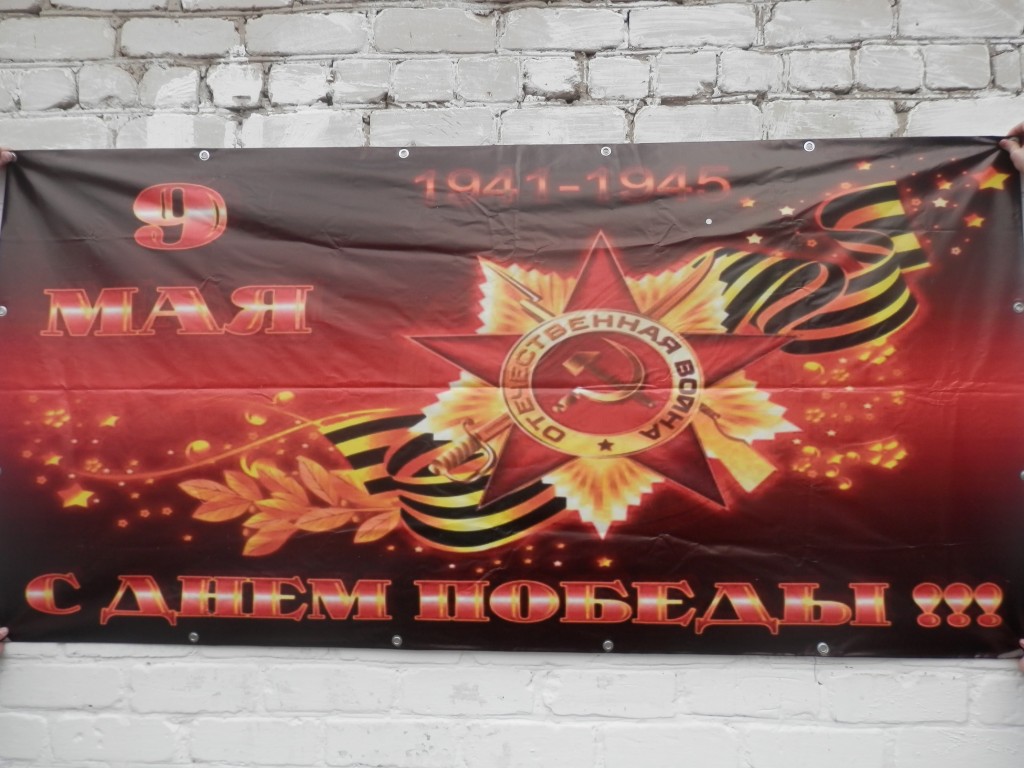 1941-1945
9
МАЯ
ОТЕЧЕСТВЕННАЯ ВОЙНА
С ДНЕМ ПОБЕДЫ !!!